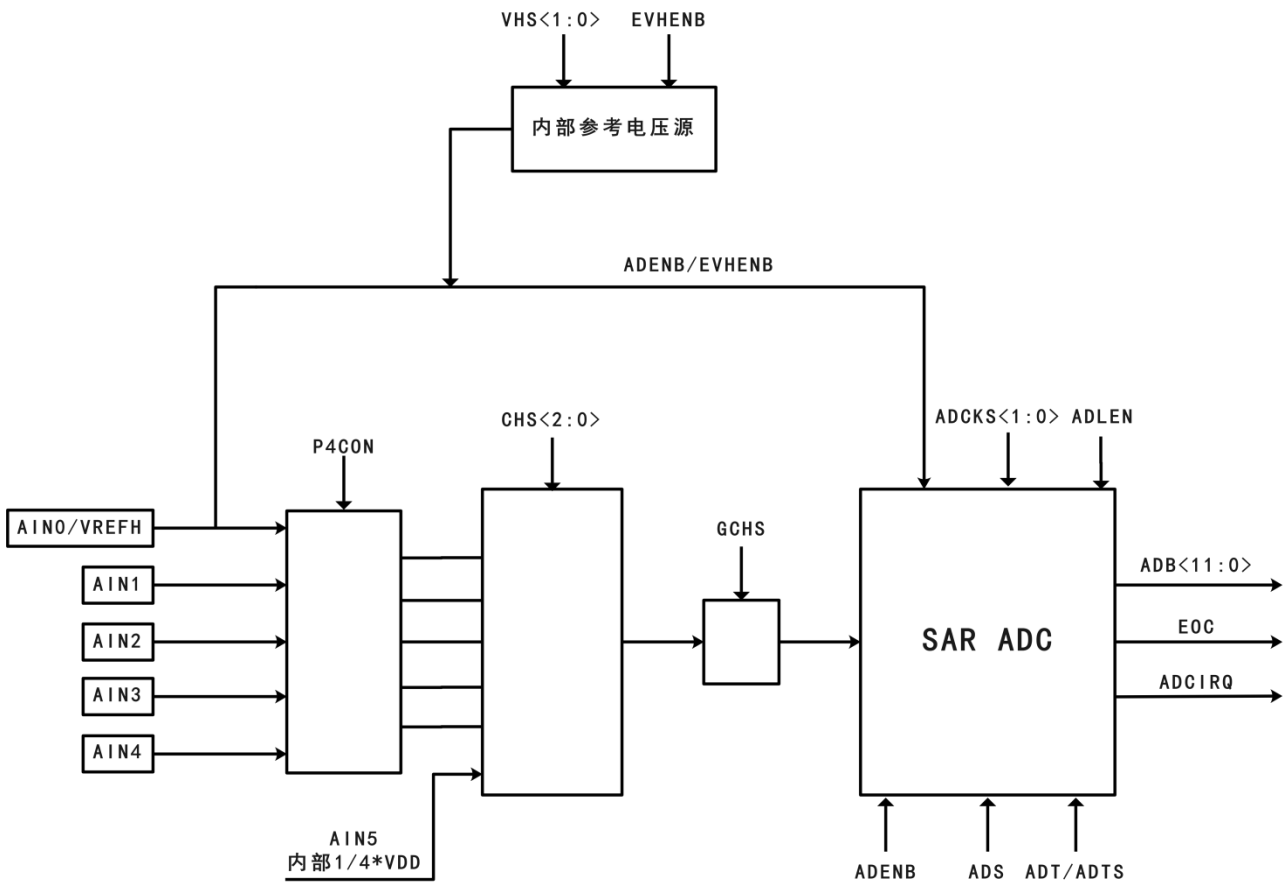 VHS<1:0> EVHENB
内部参考电压源
ADENB/EVHENB
CHS<2:0>
ADCKS<1:0> ADLEN
P4CON
AIN0/VREFH
GCHS
AIN1
ADB<11:0>
AIN2
SAR ADC
EOC
AIN3
ADCIRQ
AIN4
AIN5
内部1/4*VDD
ADENB ADS ADT/ADTS